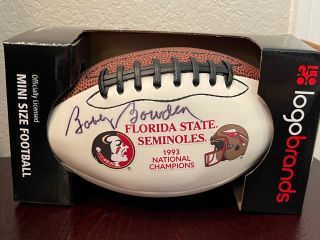 Officially Licensed
MINI SIZE FOOTBALL
Bobby Bowden
FLORIDA STATE
SEMINOLES®
1993
NATIONAL
CHAMPIONS
logobrands